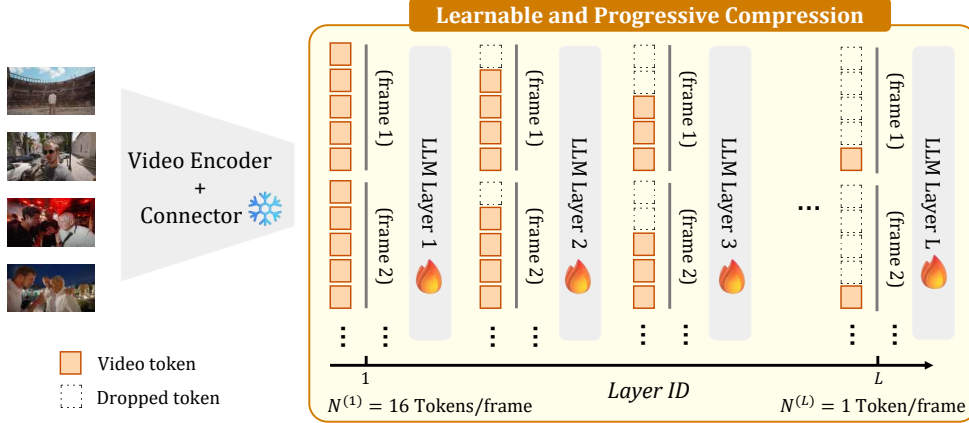 Learnable and Progressive Compression
Video Encoder
+
Connector
(frame 1)
(frame 2)
LLM Layer 1
(frame 1)
(frame 2)
LLM Layer 2
(frame 1)
(frame 2)
LLM Layer 3
...
(frame 1)
(frame 2)
LLM Layer L
Video token
Dropped token
1
Layer ID
L
N^{(1)} = 16 Tokens/frame
N^{(L)} = 1 Token/frame